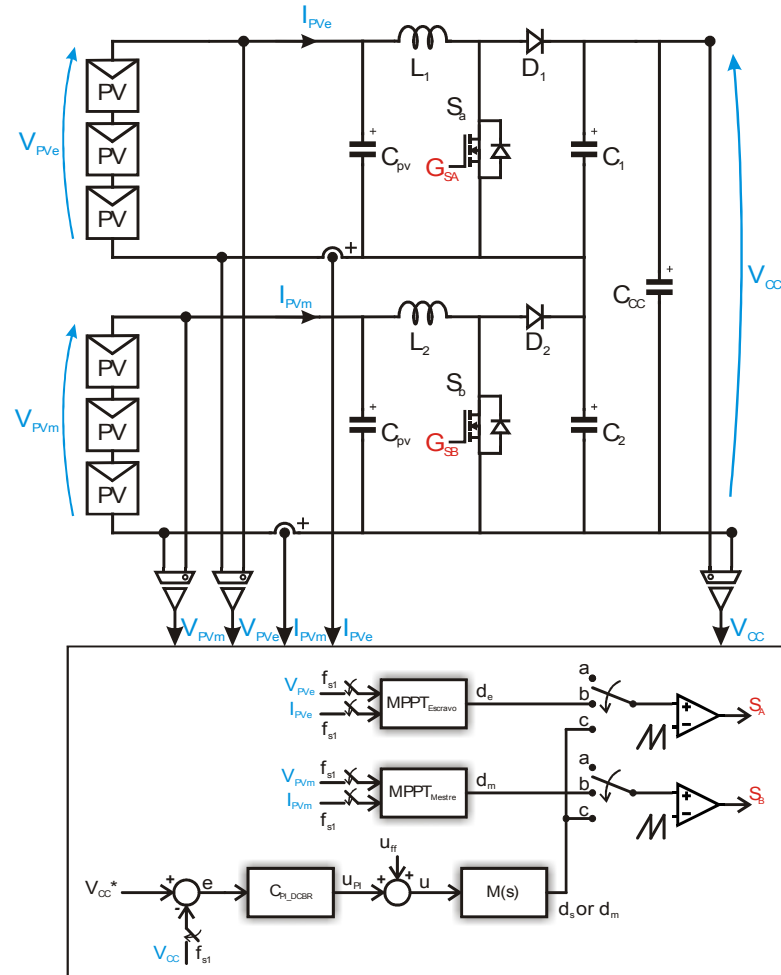 I_PVe
L_1
D_1
PV
PV
PV
V_PVe
C_pv
S_a
G_SA
C_1
C_CC
V_CC
I_PVm
L_2
D_2
PV
PV
PV
V_PVm
C_pv
S_b
G_SB
C_2
V_PVm V_PVe I_PVm I_PVe V_CC
V_PVe f_s1
I_PVe
f_s1
MPPT_Escravo
d_e
a
b
c
S_A
V_PVm f_s1
I_PVm
f_s1
MPPT_Mestre
d_m
a
b
c
S_B
V_CC*
e
C_PI_DCBR
u_PI
u_ff
u
M(s)
d_s or d_m
V_CC f_s1